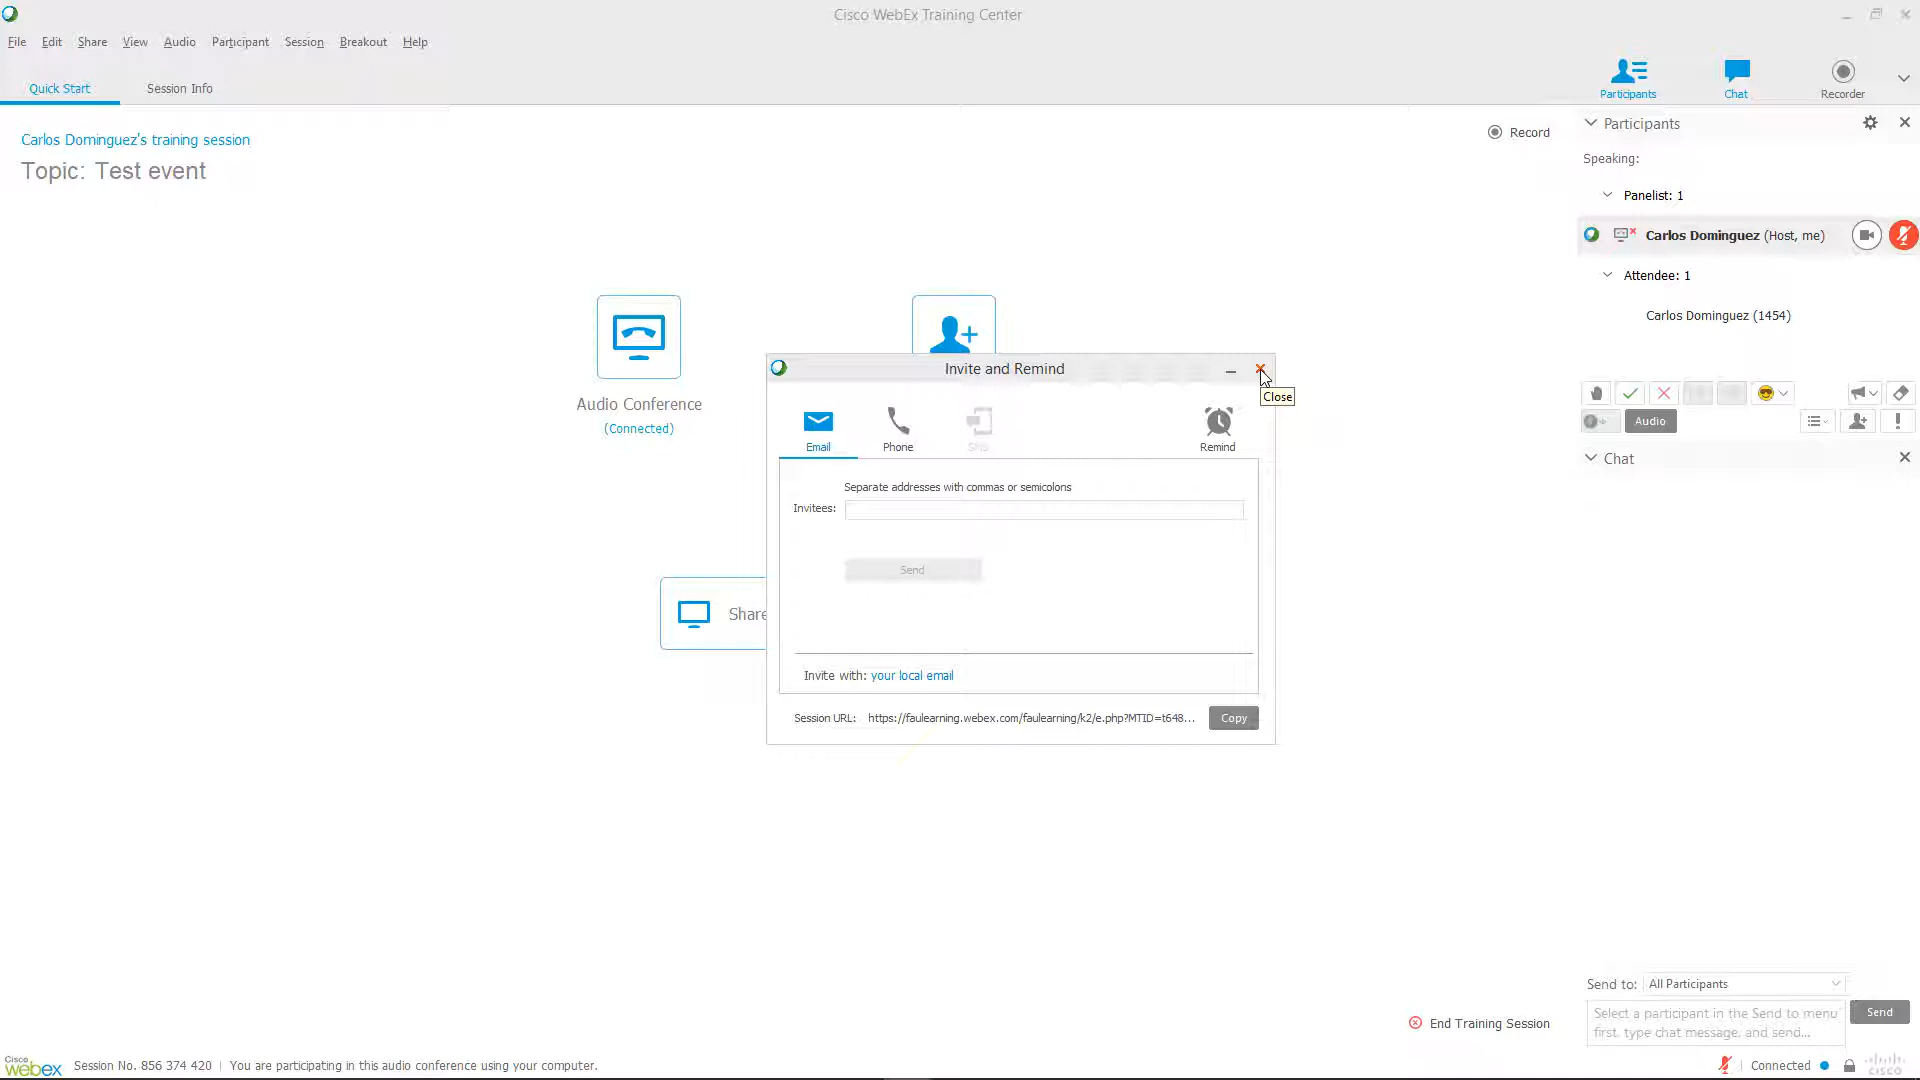 Cisco WebEx Training Center
File Edit Share View Audio Participant Session Breakout Help
Quick Start Session Info
Participants Chat Recorder
Carlos Dominguez's training session
Topic: Test event
Record
Participants
Speaking:
Panelist: 1
Carlos Dominguez (Host, me)
Attendee: 1
Carlos Dominguez (1454)
Audio
Chat
Audio Conference
(Connected)
Share
Invite and Remind
Close
Email Phone SMS Remind
Separate addresses with commas or semicolons
Invitees:
Send
Invite with: your local email
Session URL: https://faulearning.webex.com/faulearning/k2/e.php?MTID=t648... Copy
Send to: All Participants
Select a participant in the Send to menu
first, type chat message, and send...
Send
End Training Session
Cisco webex Session No. 856 374 420 | You are participating in this audio conference using your computer.
Connected
cisco